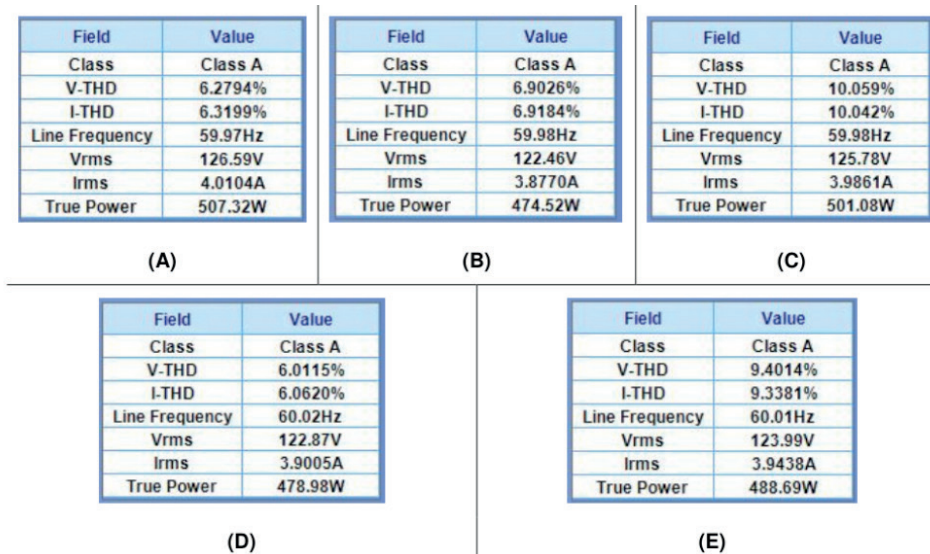 Field Value
Class Class A
V-THD 6.2794%
I-THD 6.3199%
Line Frequency 59.97Hz
Vrms 126.59V
Irms 4.0104A
True Power 507.32W
(A)
Field Value
Class Class A
V-THD 6.9026%
I-THD 6.9184%
Line Frequency 59.98Hz
Vrms 122.46V
Irms 3.8770A
True Power 474.52W
(B)
Field Value
Class Class A
V-THD 10.059%
I-THD 10.042%
Line Frequency 59.98Hz
Vrms 125.78V
Irms 3.9861A
True Power 501.08W
(C)
Field Value
Class Class A
V-THD 6.0115%
I-THD 6.0620%
Line Frequency 60.02Hz
Vrms 122.87V
Irms 3.9005A
True Power 478.98W
(D)
Field Value
Class Class A
V-THD 9.4014%
I-THD 9.3381%
Line Frequency 60.01Hz
Vrms 123.99V
Irms 3.9438A
True Power 488.69W
(E)